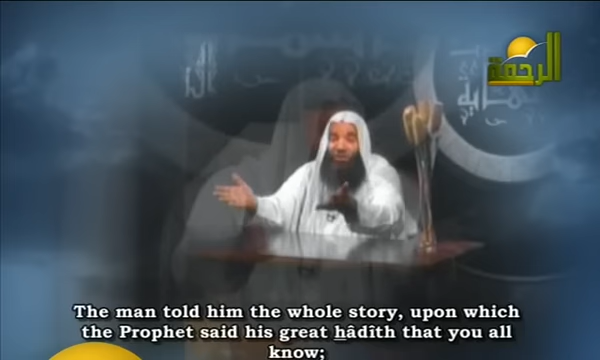 الرحمة
The man told him the whole story, upon which
the Prophet said his great hâdîth that you all
know;